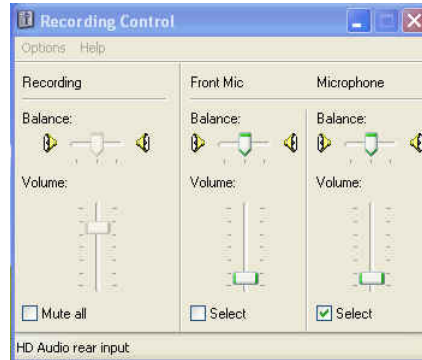 Recording Control
Options Help
Recording Front Mic Microphone
Balance: Balance: Balance:
Volume: Volume: Volume:
Mute all Select Select
HD Audio rear input